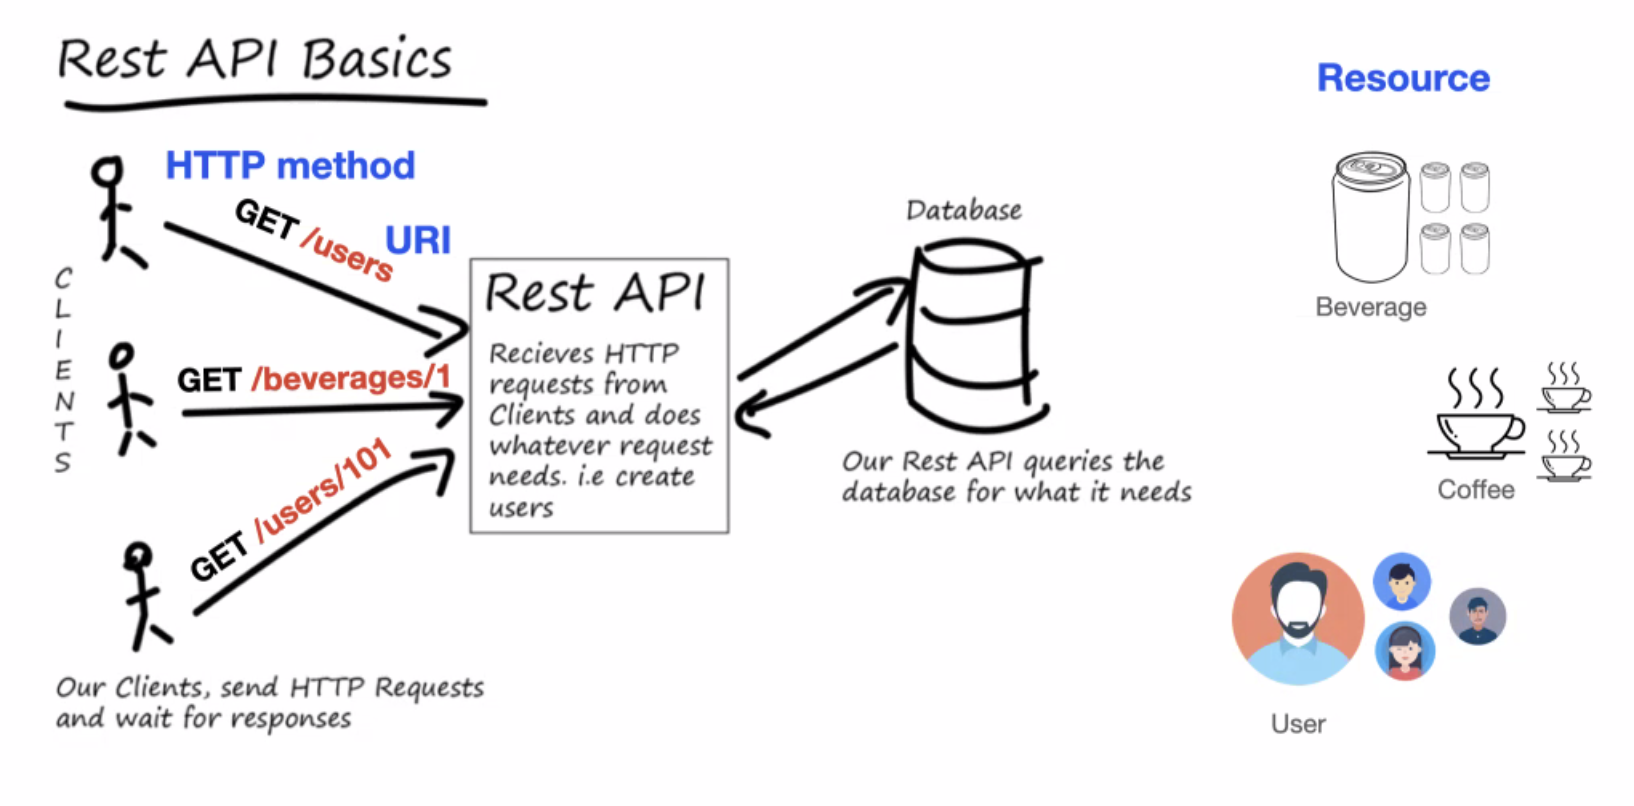 Rest API Basics
HTTP method
GET /users
URI
CLIENTS
GET /beverages/1
GET /users/101
Our Clients, send HTTP Requests
and wait for responses
Rest API
Recieves HTTP
requests from
Clients and does
whatever request
needs. i.e create
users
Database
Our Rest API queries the
database for what it needs
Resource
Beverage
Coffee
User